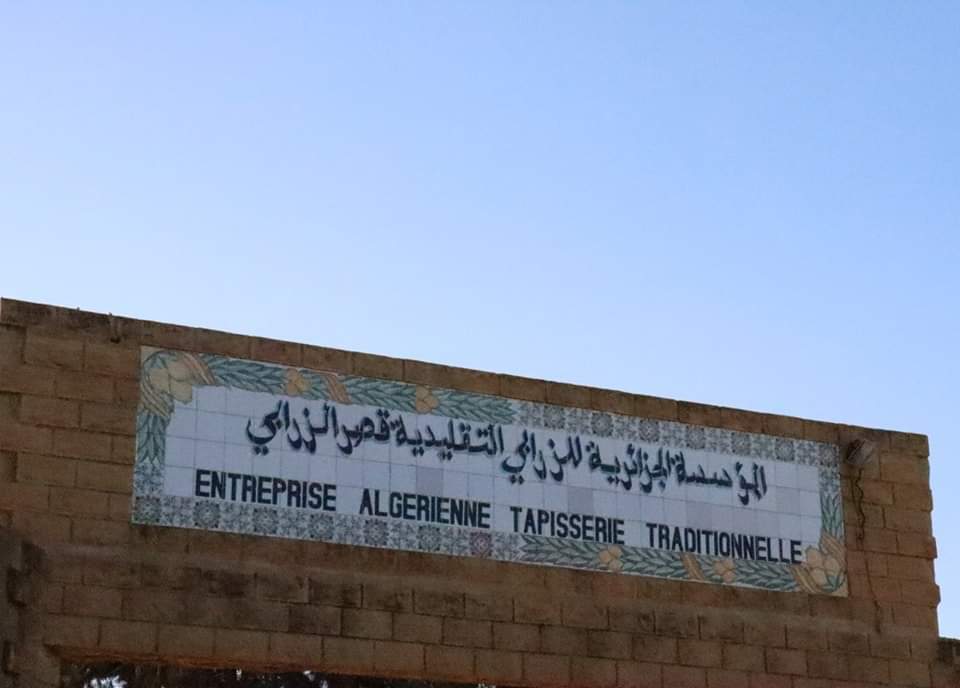 المؤسسة الجزائرية للزرابي التقليدية قصر الزرابي
ENTREPRISE ALGERIENNE TAPISSERIE TRADITIONNELLE